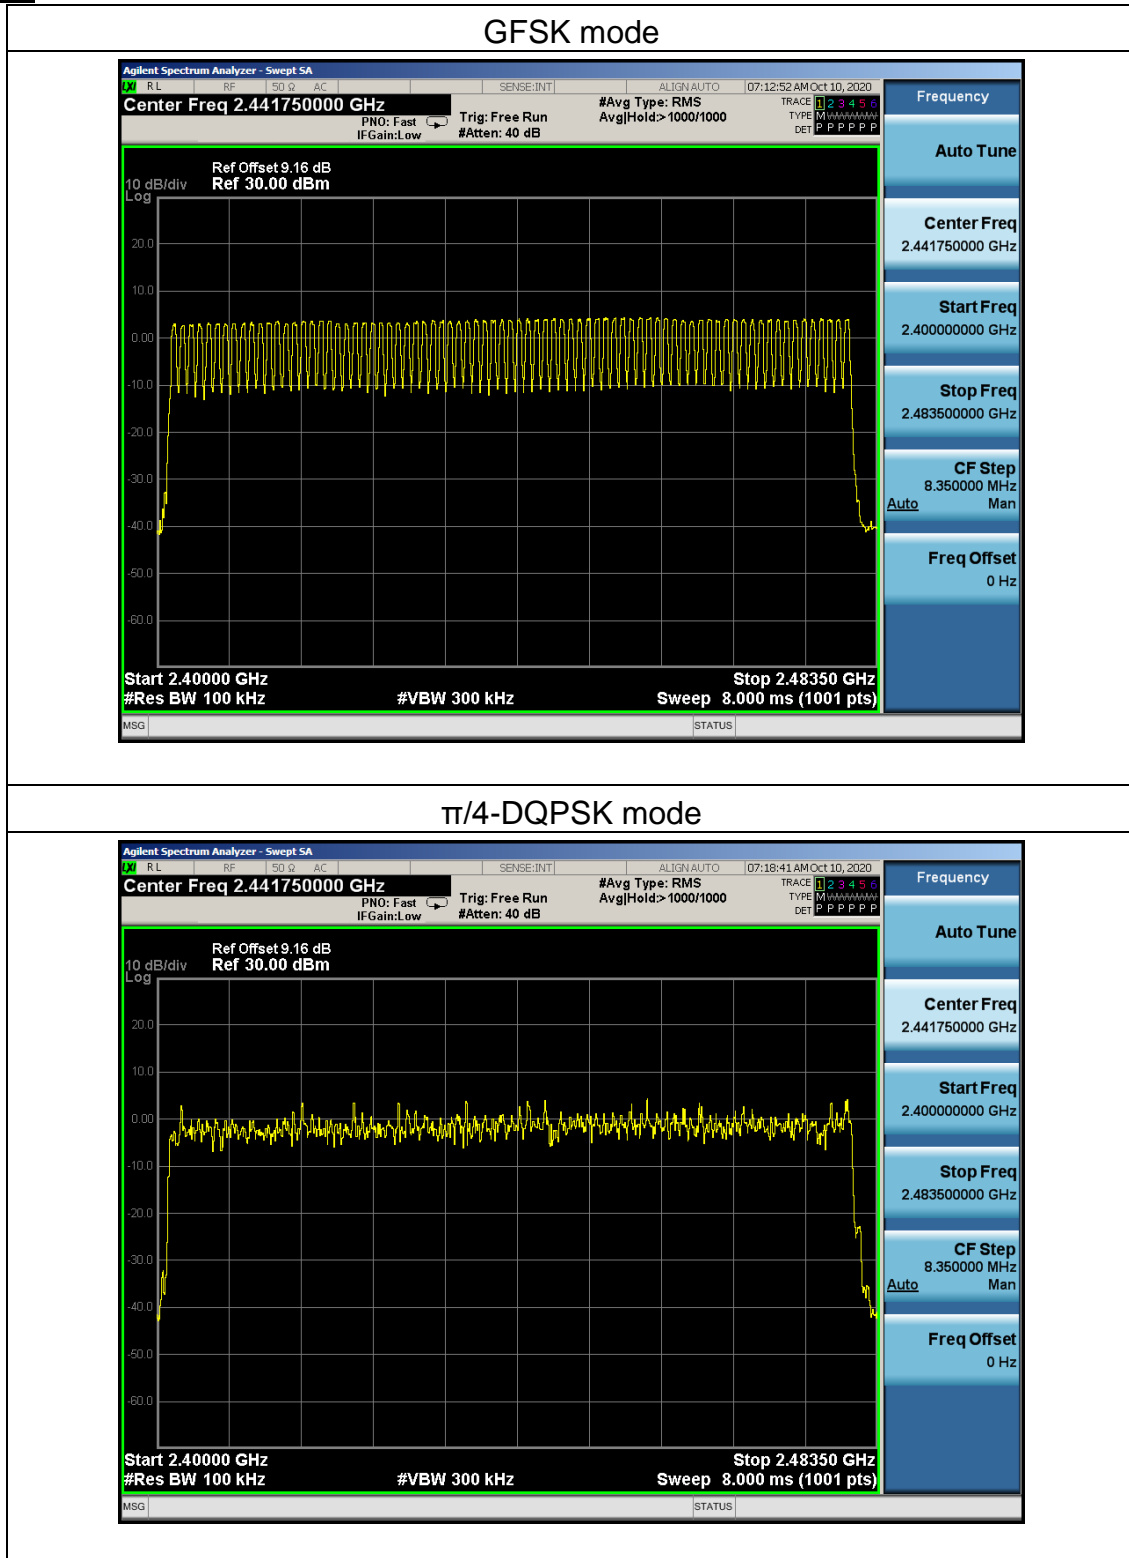 GFSK mode
Agilent Spectrum Analyzer - Swept SA
LXI RL RF 50 Ω AC SENSE:INT ALIGN AUTO 07:12:52 AM Oct 10, 2020
Center Freq 2.441750000 GHz
#Avg Type: RMS
TRACE 1 2 3 4 5 6
PNO: Fast
Trig: Free Run
Avg|Hold:>1000/1000
TYPE M WWWWW
IFGain:Low
#Atten: 40 dB
DET P P P P P P
Ref Offset 9.16 dB
10 dB/div Ref 30.00 dBm
Log
20.0
10.0
0.00
-10.0
-20.0
-30.0
-40.0
-50.0
-60.0
Start 2.40000 GHz Stop 2.48350 GHz
#Res BW 100 kHz #VBW 300 kHz Sweep 8.000 ms (1001 pts)
MSG STATUS
Frequency
Auto Tune
Center Freq
2.441750000 GHz
Start Freq
2.400000000 GHz
Stop Freq
2.483500000 GHz
CF Step
8.350000 MHz
Auto Man
Freq Offset
0 Hz
π/4-DQPSK mode
Agilent Spectrum Analyzer - Swept SA
LXI RL RF 50 Ω AC SENSE:INT ALIGN AUTO 07:18:41 AM Oct 10, 2020
Center Freq 2.441750000 GHz
#Avg Type: RMS
TRACE 1 2 3 4 5 6
PNO: Fast
Trig: Free Run
Avg|Hold:>1000/1000
TYPE M WWWWW
IFGain:Low
#Atten: 40 dB
DET P P P P P P
Ref Offset 9.16 dB
10 dB/div Ref 30.00 dBm
Log
20.0
10.0
0.00
-10.0
-20.0
-30.0
-40.0
-50.0
-60.0
Start 2.40000 GHz Stop 2.48350 GHz
#Res BW 100 kHz #VBW 300 kHz Sweep 8.000 ms (1001 pts)
MSG STATUS
Frequency
Auto Tune
Center Freq
2.441750000 GHz
Start Freq
2.400000000 GHz
Stop Freq
2.483500000 GHz
CF Step
8.350000 MHz
Auto Man
Freq Offset
0 Hz